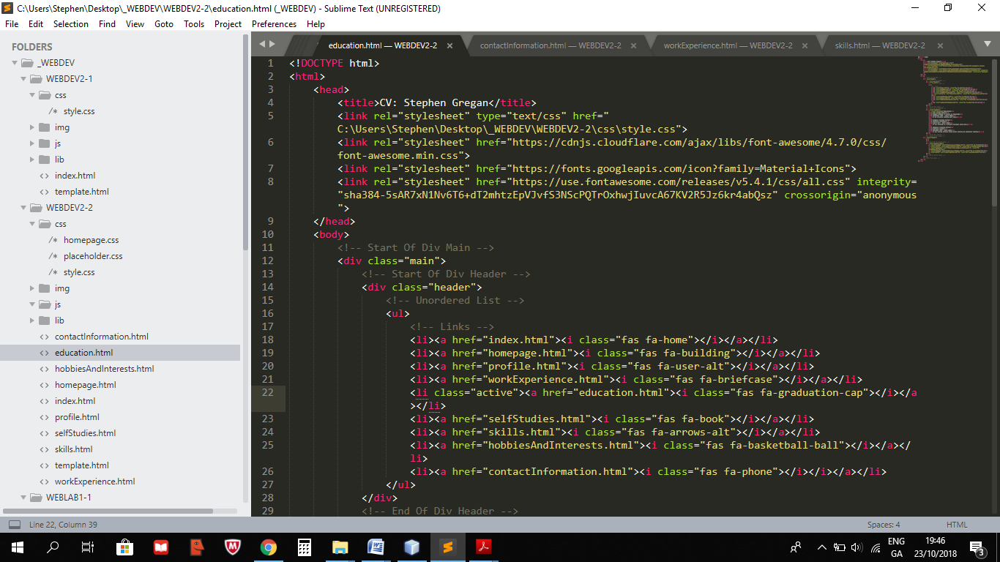 C:\Users\Stephen\Desktop\_WEBDEV\WEBDEV2-2\education.html (_WEBDEV) - Sublime Text (UNREGISTERED)
File Edit Selection Find View Goto Tools Project Preferences Help
FOLDERS
_WEBDEV
WEBDEV2-1
css
/* style.css
img
js
lib
<> index.html
<> template.html
WEBDEV2-2
css
/* homepage.css
/* placeholder.css
/* style.css
img
js
lib
<> contactInformation.html
<> education.html
<> hobbiesAndInterests.html
<> homepage.html
<> index.html
<> profile.html
<> selfStudies.html
<> skills.html
<> template.html
<> workExperience.html
WEBLAB1-1
education.html — WEBDEV2-2 × contactInformation.html — WEBDEV2-2 × workExperience.html — WEBDEV2-2 × skills.html — WEBDEV2-2 ×
1 <!DOCTYPE html>
2 <html>
3 <head>
4 <title>CV: Stephen Gregan</title>
5 <link rel="stylesheet" type="text/css" href="
C:\Users\Stephen\Desktop\_WEBDEV\WEBDEV2-2\css\style.css">
6 <link rel="stylesheet" href="https://cdnjs.cloudflare.com/ajax/libs/font-awesome/4.7.0/css/
font-awesome.min.css">
7 <link rel="stylesheet" href="https://fonts.googleapis.com/icon?family=Material+Icons">
8 <link rel="stylesheet" href="https://use.fontawesome.com/releases/v5.4.1/css/all.css" integrity=
"sha384-5sAR7xN1Nv6T6+dT2mhtzEpVJvfS3NScPQTrOxhwjIuvcA67KV2R5Jz6kr4abQsz" crossorigin="anonymous
">
9 </head>
10 <body>
11 <!-- Start Of Div Main -->
12 <div class="main">
13 <!-- Start Of Div Header -->
14 <div class="header">
15 <!-- Unordered List -->
16 <ul>
17 <!-- Links -->
18 <li><a href="index.html"><i class="fas fa-home"></i></a></li>
19 <li><a href="homepage.html"><i class="fas fa-building"></i></a></li>
20 <li><a href="profile.html"><i class="fas fa-user-alt"></i></a></li>
21 <li><a href="workExperience.html"><i class="fas fa-briefcase"></i></a></li>
22 <li class="active"><a href="education.html"><i class="fas fa-graduation-cap"></i></a
></li>
23 <li><a href="selfStudies.html"><i class="fas fa-book"></i></a></li>
24 <li><a href="skills.html"><i class="fas fa-arrows-alt"></i></a></li>
25 <li><a href="hobbiesAndInterests.html"><i class="fas fa-basketball-ball"></i></a></
li>
26 <li><a href="contactInformation.html"><i class="fas fa-phone"></i></i></a></li>
27 </ul>
28 </div>
29 <!-- End Of Div Header -->
Line 22, Column 39 Spaces: 4 HTML
ENG
GA
19:46
23/10/2018
3